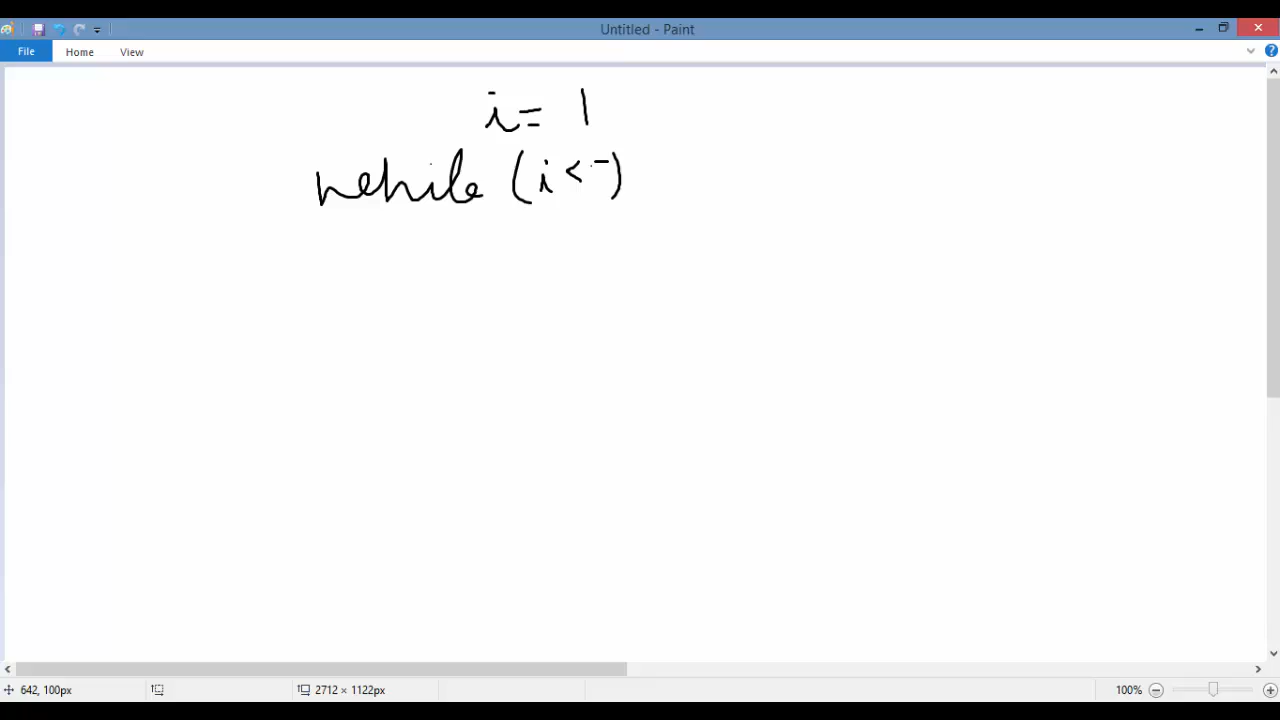 Untitled - Paint
File Home View
i = 1
while (i < -)
642, 100px 2712 × 1122px 100%